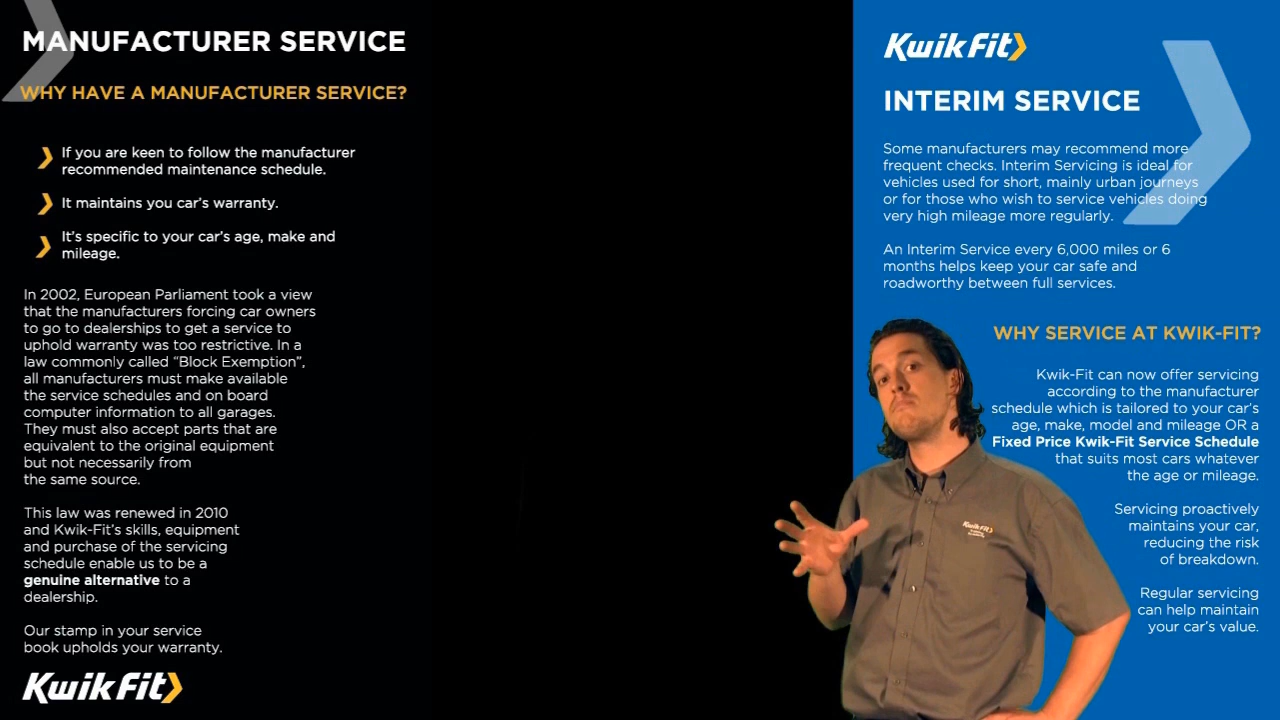 MANUFACTURER SERVICE
WHY HAVE A MANUFACTURER SERVICE?
If you are keen to follow the manufacturer
recommended maintenance schedule.
It maintains you car's warranty.
It's specific to your car's age, make and
mileage.
In 2002, European Parliament took a view
that the manufacturers forcing car owners
to go to dealerships to get a service to
uphold warranty was too restrictive. In a
law commonly called “Block Exemption”,
all manufacturers must make available
the service schedules and on board
computer information to all garages.
They must also accept parts that are
equivalent to the original equipment
but not necessarily from
the same source.
This law was renewed in 2010
and Kwik-Fit's skills, equipment
and purchase of the servicing
schedule enable us to be a
genuine alternative to a
dealership.
Our stamp in your service
book upholds your warranty.
Kwik Fit
Kwik Fit
INTERIM SERVICE
Some manufacturers may recommend more
frequent checks. Interim Servicing is ideal for
vehicles used for short, mainly urban journeys
or for those who wish to service vehicles doing
very high mileage more regularly.
An Interim Service every 6,000 miles or 6
months helps keep your car safe and
roadworthy between full services.
WHY SERVICE AT KWIK-FIT?
Kwik-Fit can now offer servicing
according to the manufacturer
schedule which is tailored to your car's
age, make, model and mileage OR a
Fixed Price Kwik-Fit Service Schedule
that suits most cars whatever
the age or mileage.
Servicing proactively
maintains your car,
reducing the risk
of breakdown.
Regular servicing
can help maintain
your car's value.
Kwik Fit